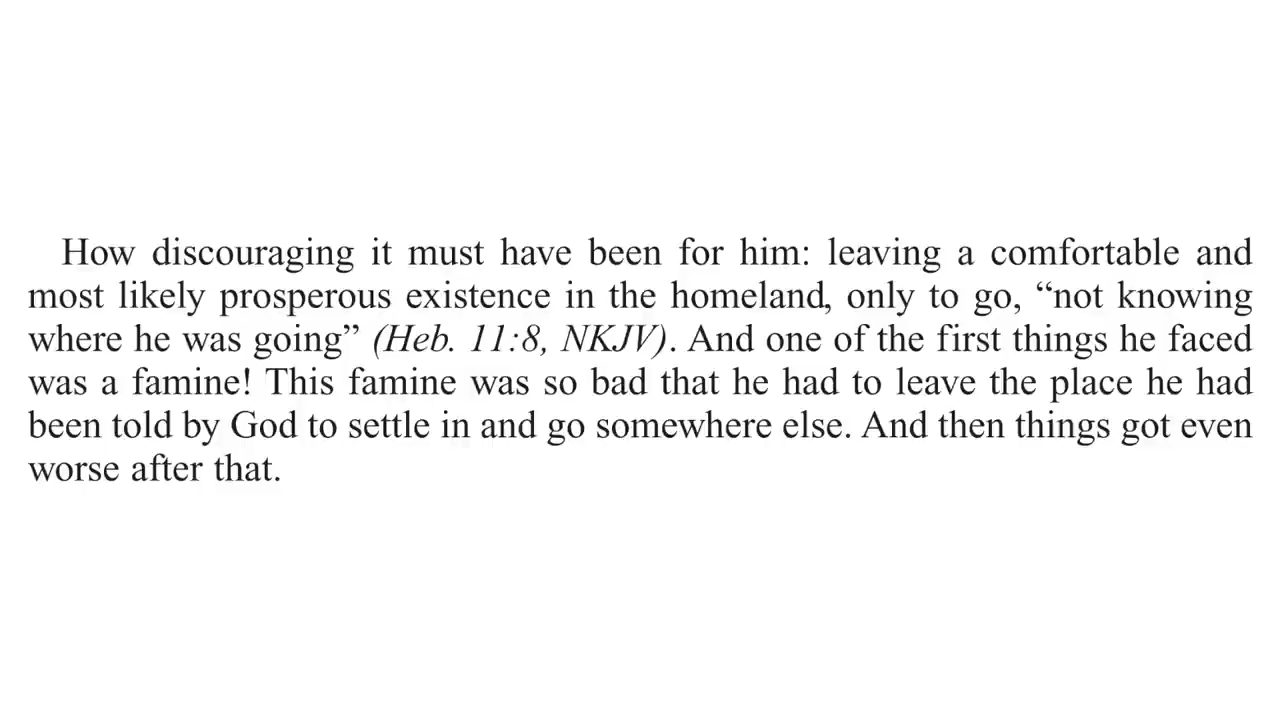 How discouraging it must have been for him: leaving a comfortable and
most likely prosperous existence in the homeland, only to go, “not knowing
where he was going” (Heb. 11:8, NKJV). And one of the first things he faced
was a famine! This famine was so bad that he had to leave the place he had
been told by God to settle in and go somewhere else. And then things got even
worse after that.